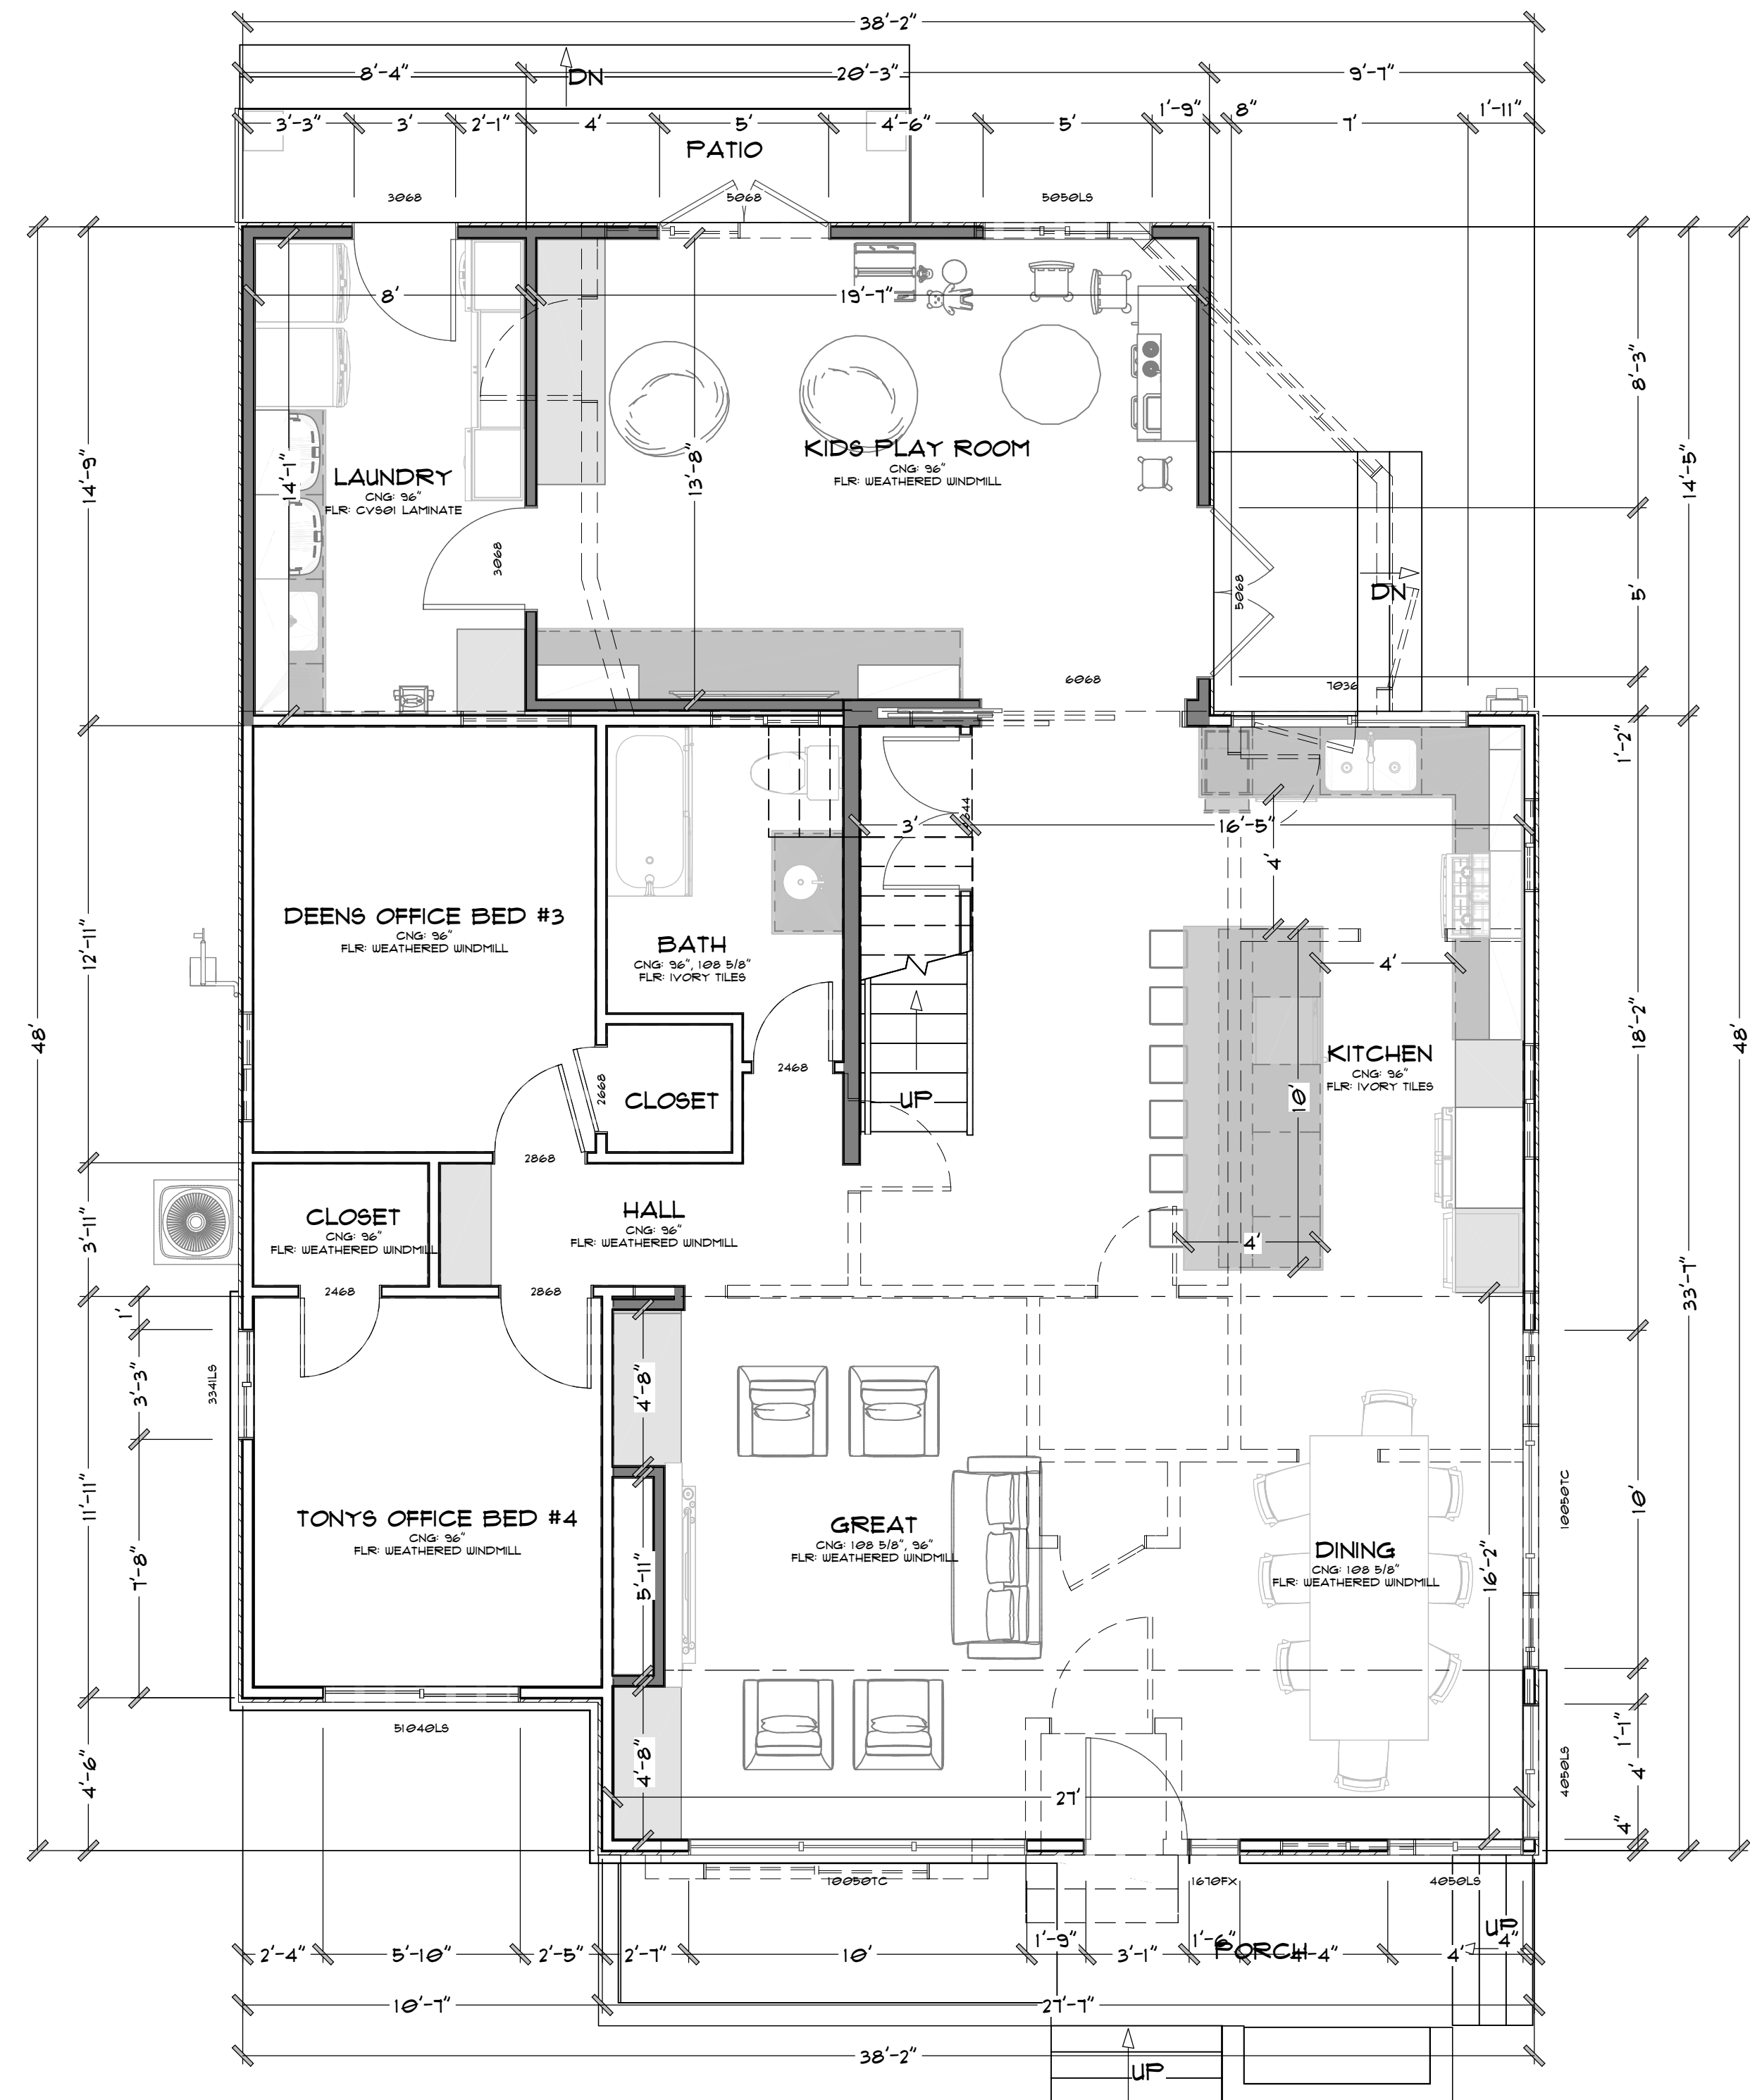 38'-2"
8'-4"
DN
20'-3"
9'-7"
3'-3"
3'
2'-1"
4'
5'
4'-6"
5'
1'-9"
8"
7'
1'-11"
PATIO
3068
5068
5050LS
8'
19'-7"
8'-3"
14'-9"
14'-1"
13'-8"
14'-5"
KIDS PLAY ROOM
CNG: 96"
FLR: WEATHERED WINDMILL
LAUNDRY
CNG: 96"
FLR: CVS01 LAMINATE
3068
5068
DN
5'
6068
7036
1'-2"
3'
16'-5"
4'
DEENS OFFICE BED #3
CNG: 96"
FLR: WEATHERED WINDMILL
BATH
CNG: 96", 108 5/8"
FLR: IVORY TILES
12'-11"
4'
48'
18'-2"
48'
KITCHEN
CNG: 96"
FLR: IVORY TILES
2468
2668
CLOSET
UP
10'
2868
CLOSET
CNG: 96"
FLR: WEATHERED WINDMILL
HALL
CNG: 96"
FLR: WEATHERED WINDMILL
3'-11"
4'
2468
2868
33'-7"
1'
3'-3"
3341LS
4'-8"
11'-11"
TONYS OFFICE BED #4
CNG: 96"
FLR: WEATHERED WINDMILL
GREAT
CNG: 108 5/8", 96"
FLR: WEATHERED WINDMILL
DINING
CNG: 108 5/8"
FLR: WEATHERED WINDMILL
10050TC
10'
7'-8"
5'-11"
16'-2"
51040LS
4'-6"
4'-8"
27'
1'-1"
4050LS
4'
4"
10050TC
1670FX
4050LS
UP
2'-4"
5'-10"
2'-5"
2'-7"
10'
1'-9"
3'-1"
1'-6"
PORCH
4'-4"
4'
4"
10'-7"
27'-7"
38'-2"
UP